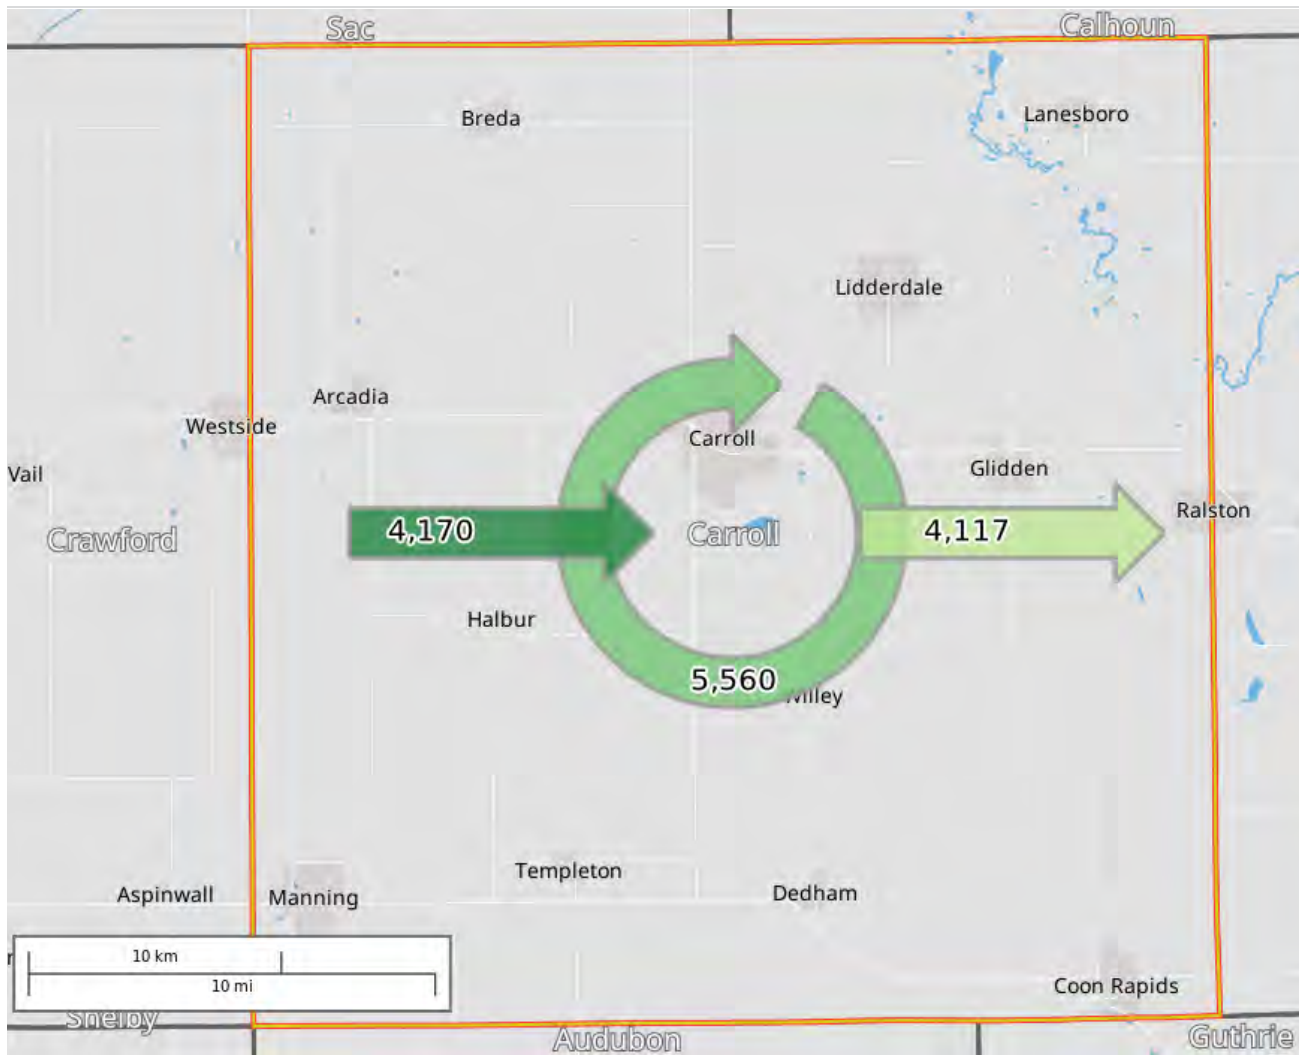 Sac
Calhoun
Breda
Lanesboro
Lidderdale
Arcadia
Westside
Carroll
Vail
Glidden
Ralston
4,170
Carroll
4,117
Crawford
Halbur
5,560
Templeton
Aspinwall
Manning
Dedham
10 km
10 mi
Coon Rapids
Shelby
Audubon
Guthrie